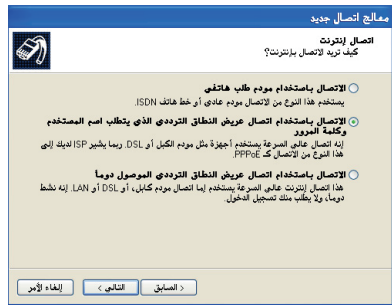 معالج اتصال جديد
اتصال إنترنت
كيف تريد الاتصال بإنترنت؟
الاتصال باستخدام مودم طلب هاتفي
يستخدم هذا النوع من الاتصال مودم عادي أو خط هاتف ISDN.
الاتصال باستخدام اتصال عريض النطاق الترددي الذي يتطلب اسم المستخدم
وكلمة المرور
إنه اتصال عالي السرعة يستخدم أجهزة مثل مودم الكبل أو DSL. ربما يشير ISP لديك إلى
هذا النوع من الاتصال كـ PPPoE.
الاتصال باستخدام اتصال عريض النطاق الترددي الموصول دوماً
هذا اتصال إنترنت عالي السرعة يستخدم إما اتصال مودم كابل، أو DSL أو LAN. إنه نشط
دوماً، ولا يطلب منك تسجيل الدخول.
< السابق
التالي >
إلغاء الأمر